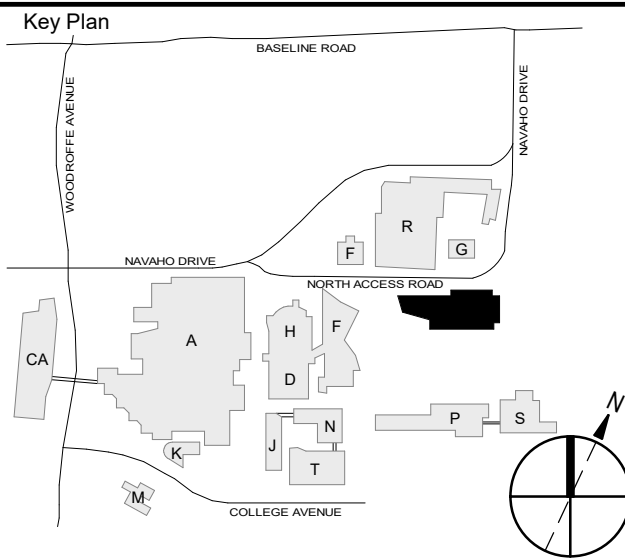 Key Plan
BASELINE ROAD
WOODROFFE AVENUE
NAVAHO DRIVE
R
F
G
NAVAHO DRIVE
NORTH ACCESS ROAD
A
H
F
CA
D
P
S
N
J
K
T
M
COLLEGE AVENUE
N